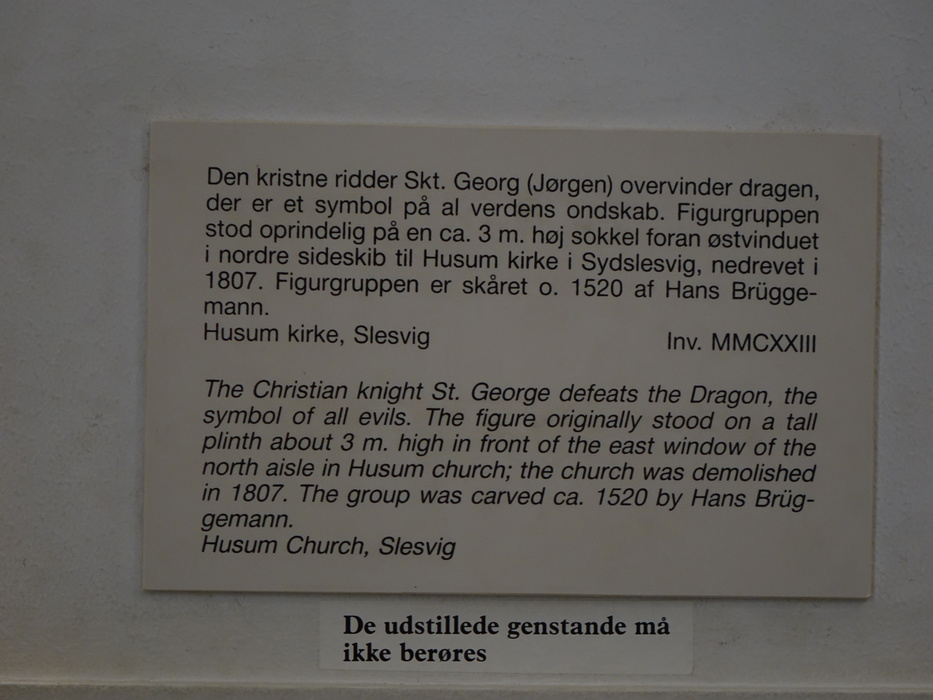 Den kristne ridder Skt. Georg (Jørgen) overvinder dragen,
der er et symbol på al verdens ondskab. Figurgruppen
stod oprindelig på en ca. 3 m. høj sokkel foran østvinduet
i nordre sideskib til Husum kirke i Sydslesvig, nedrevet i
1807. Figurgruppen er skåret o. 1520 af Hans Brügge-
mann.
Husum kirke, Slesvig Inv. MMCXXIII
The Christian knight St. George defeats the Dragon, the
symbol of all evils. The figure originally stood on a tall
plinth about 3 m. high in front of the east window of the
north aisle in Husum church; the church was demolished
in 1807. The group was carved ca. 1520 by Hans Brüg-
gemann.
Husum Church, Slesvig
De udstillede genstande må
ikke berøres